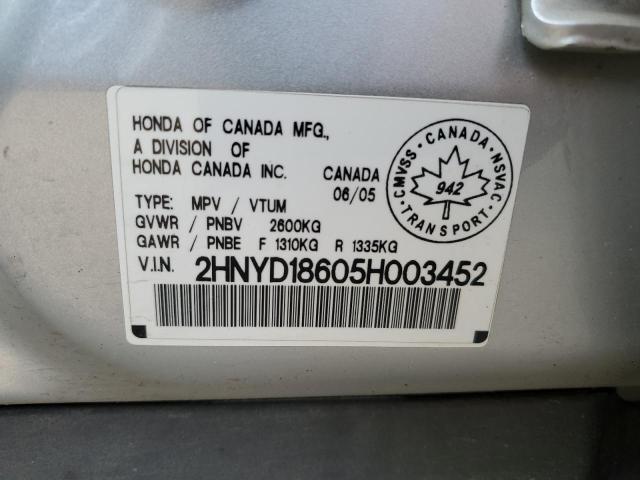 HONDA OF CANADA MFG.,
A DIVISION OF
HONDA CANADA INC. CANADA
06/05
TYPE: MPV / VTUM
GVWR / PNBV 2600KG
GAWR / PNBE F 1310KG R 1335KG
V.I.N. 2HNYD18605H003452
CMVSS • CANADA • NSVAC
942
• TRANSPORT •